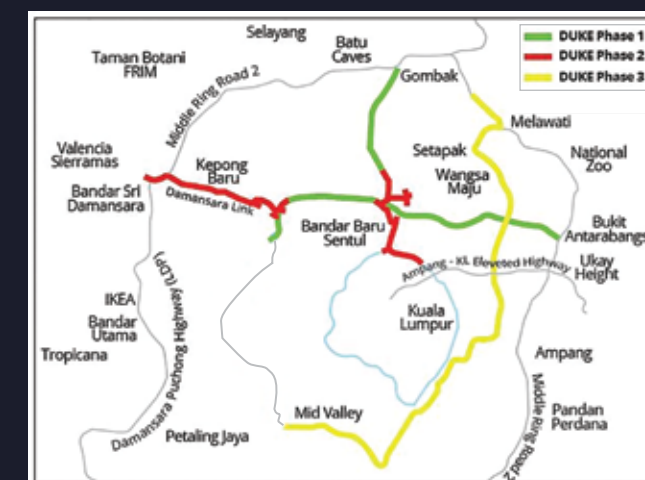 DUKE Phase 1
DUKE Phase 2
DUKE Phase 3
Selayang
Taman Botani
FRIM
Batu
Caves
Gombak
Middle Ring Road 2
Melawati
Valencia
Sierramas
Kepong
Baru
Setapak
National
Zoo
Wangsa
Maju
Bandar Sri
Damansara
Damansara Link
Bandar Baru
Sentul
Bukit
Antarabangs
Ampang - KL Eleveted Highway
Ukay
Height
IKEA
Bandar
Utama
Tropicana
Damansara Puchong Highway (LDP)
Kuala
Lumpur
Ampang
Mid Valley
Petaling Jaya
Middle Ring Road 2
Pandan
Perdana